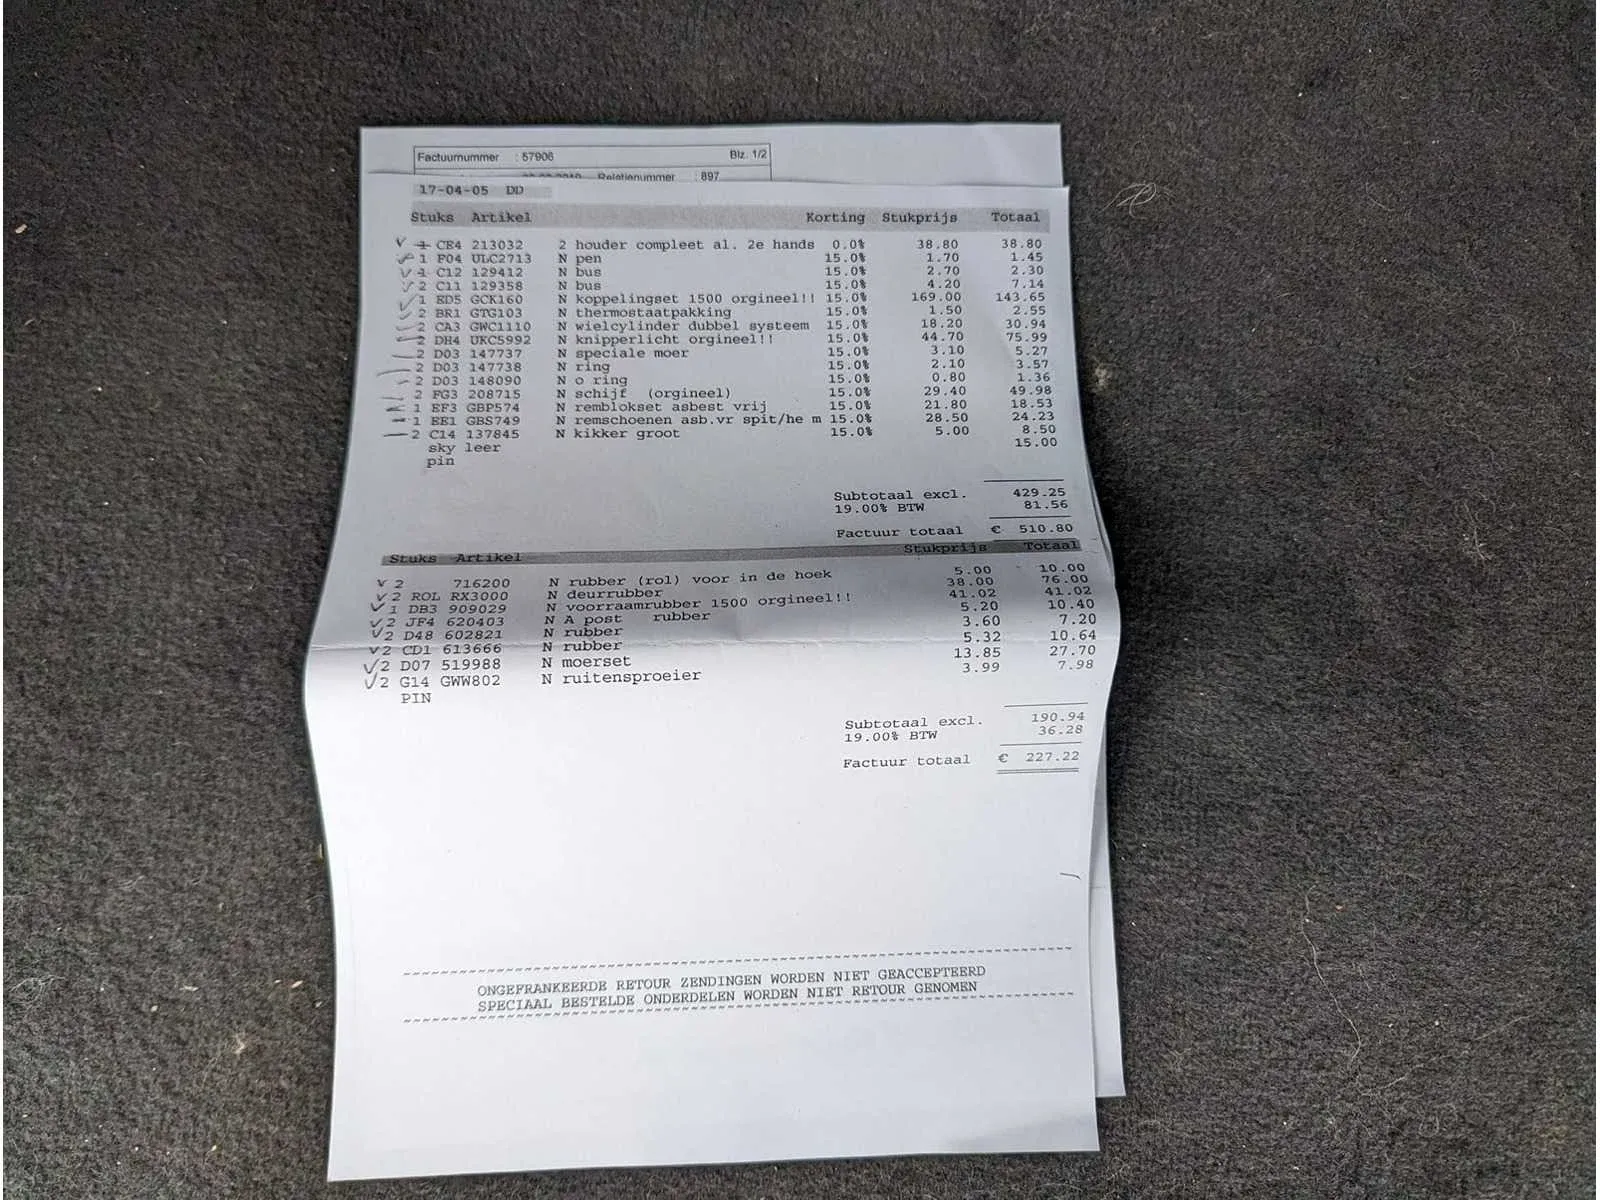 Factuurnummer : 57906 Blz. 1/2
Relatienummer : 897
17-04-05 DD
Stuks Artikel Korting Stukprijs Totaal
1 CE4 213032 2 houder compleet al. 2e hands 0.0% 38.80 38.80
1 F04 ULC2713 N pen 15.0% 1.70 1.45
1 C12 129412 N bus 15.0% 2.70 2.30
2 C11 129358 N bus 15.0% 4.20 7.14
1 ED5 GCK160 N koppelingset 1500 orgineel!! 15.0% 169.00 143.65
2 BR1 GTG103 N thermostaatpakking 15.0% 1.50 2.55
2 CA3 GWC1110 N wielcylinder dubbel systeem 15.0% 18.20 30.94
2 DH4 UKC5992 N knipperlicht orgineel!! 15.0% 44.70 75.99
2 D03 147737 N speciale moer 15.0% 3.10 5.27
2 D03 147738 N ring 15.0% 2.10 3.57
2 D03 148090 N o ring 15.0% 0.80 1.36
2 FG3 208715 N schijf (orgineel) 15.0% 29.40 49.98
1 EF3 GBP574 N remblokset asbest vrij 15.0% 21.80 18.53
1 EE1 GBS749 N remschoenen asb.vr spit/he m 15.0% 28.50 24.23
2 C14 137845 N kikker groot 15.0% 5.00 8.50
sky leer 15.00
pin
Subtotaal excl. 429.25
19.00% BTW 81.56
Factuur totaal € 510.80
Stuks Artikel Stukprijs Totaal
2 716200 N rubber (rol) voor in de hoek 5.00 10.00
2 ROL RX3000 N deurrubber 38.00 76.00
1 DB3 909029 N voorraamrubber 1500 orgineel!! 41.02 41.02
2 JF4 620403 N A post rubber 5.20 10.40
2 D48 602821 N rubber 3.60 7.20
2 CD1 613666 N rubber 5.32 10.64
2 D07 519988 N moerset 13.85 27.70
2 G14 GWW802 N ruitensproeier 3.99 7.98
PIN
Subtotaal excl. 190.94
19.00% BTW 36.28
Factuur totaal € 227.22
ONGEFRANKEERDE RETOUR ZENDINGEN WORDEN NIET GEACCEPTEERD
SPECIAAL BESTELDE ONDERDELEN WORDEN NIET RETOUR GENOMEN